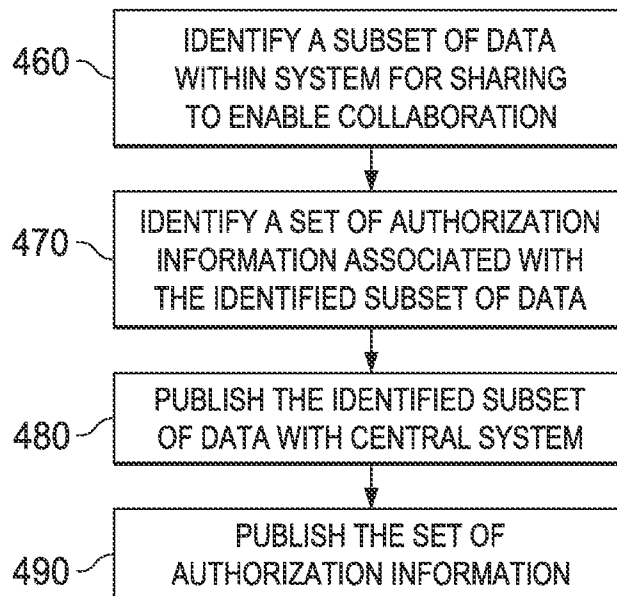 460
IDENTIFY A SUBSET OF DATA
WITHIN SYSTEM FOR SHARING
TO ENABLE COLLABORATION
470
IDENTIFY A SET OF AUTHORIZATION
INFORMATION ASSOCIATED WITH
THE IDENTIFIED SUBSET OF DATA
480
PUBLISH THE IDENTIFIED SUBSET
OF DATA WITH CENTRAL SYSTEM
490
PUBLISH THE SET OF
AUTHORIZATION INFORMATION